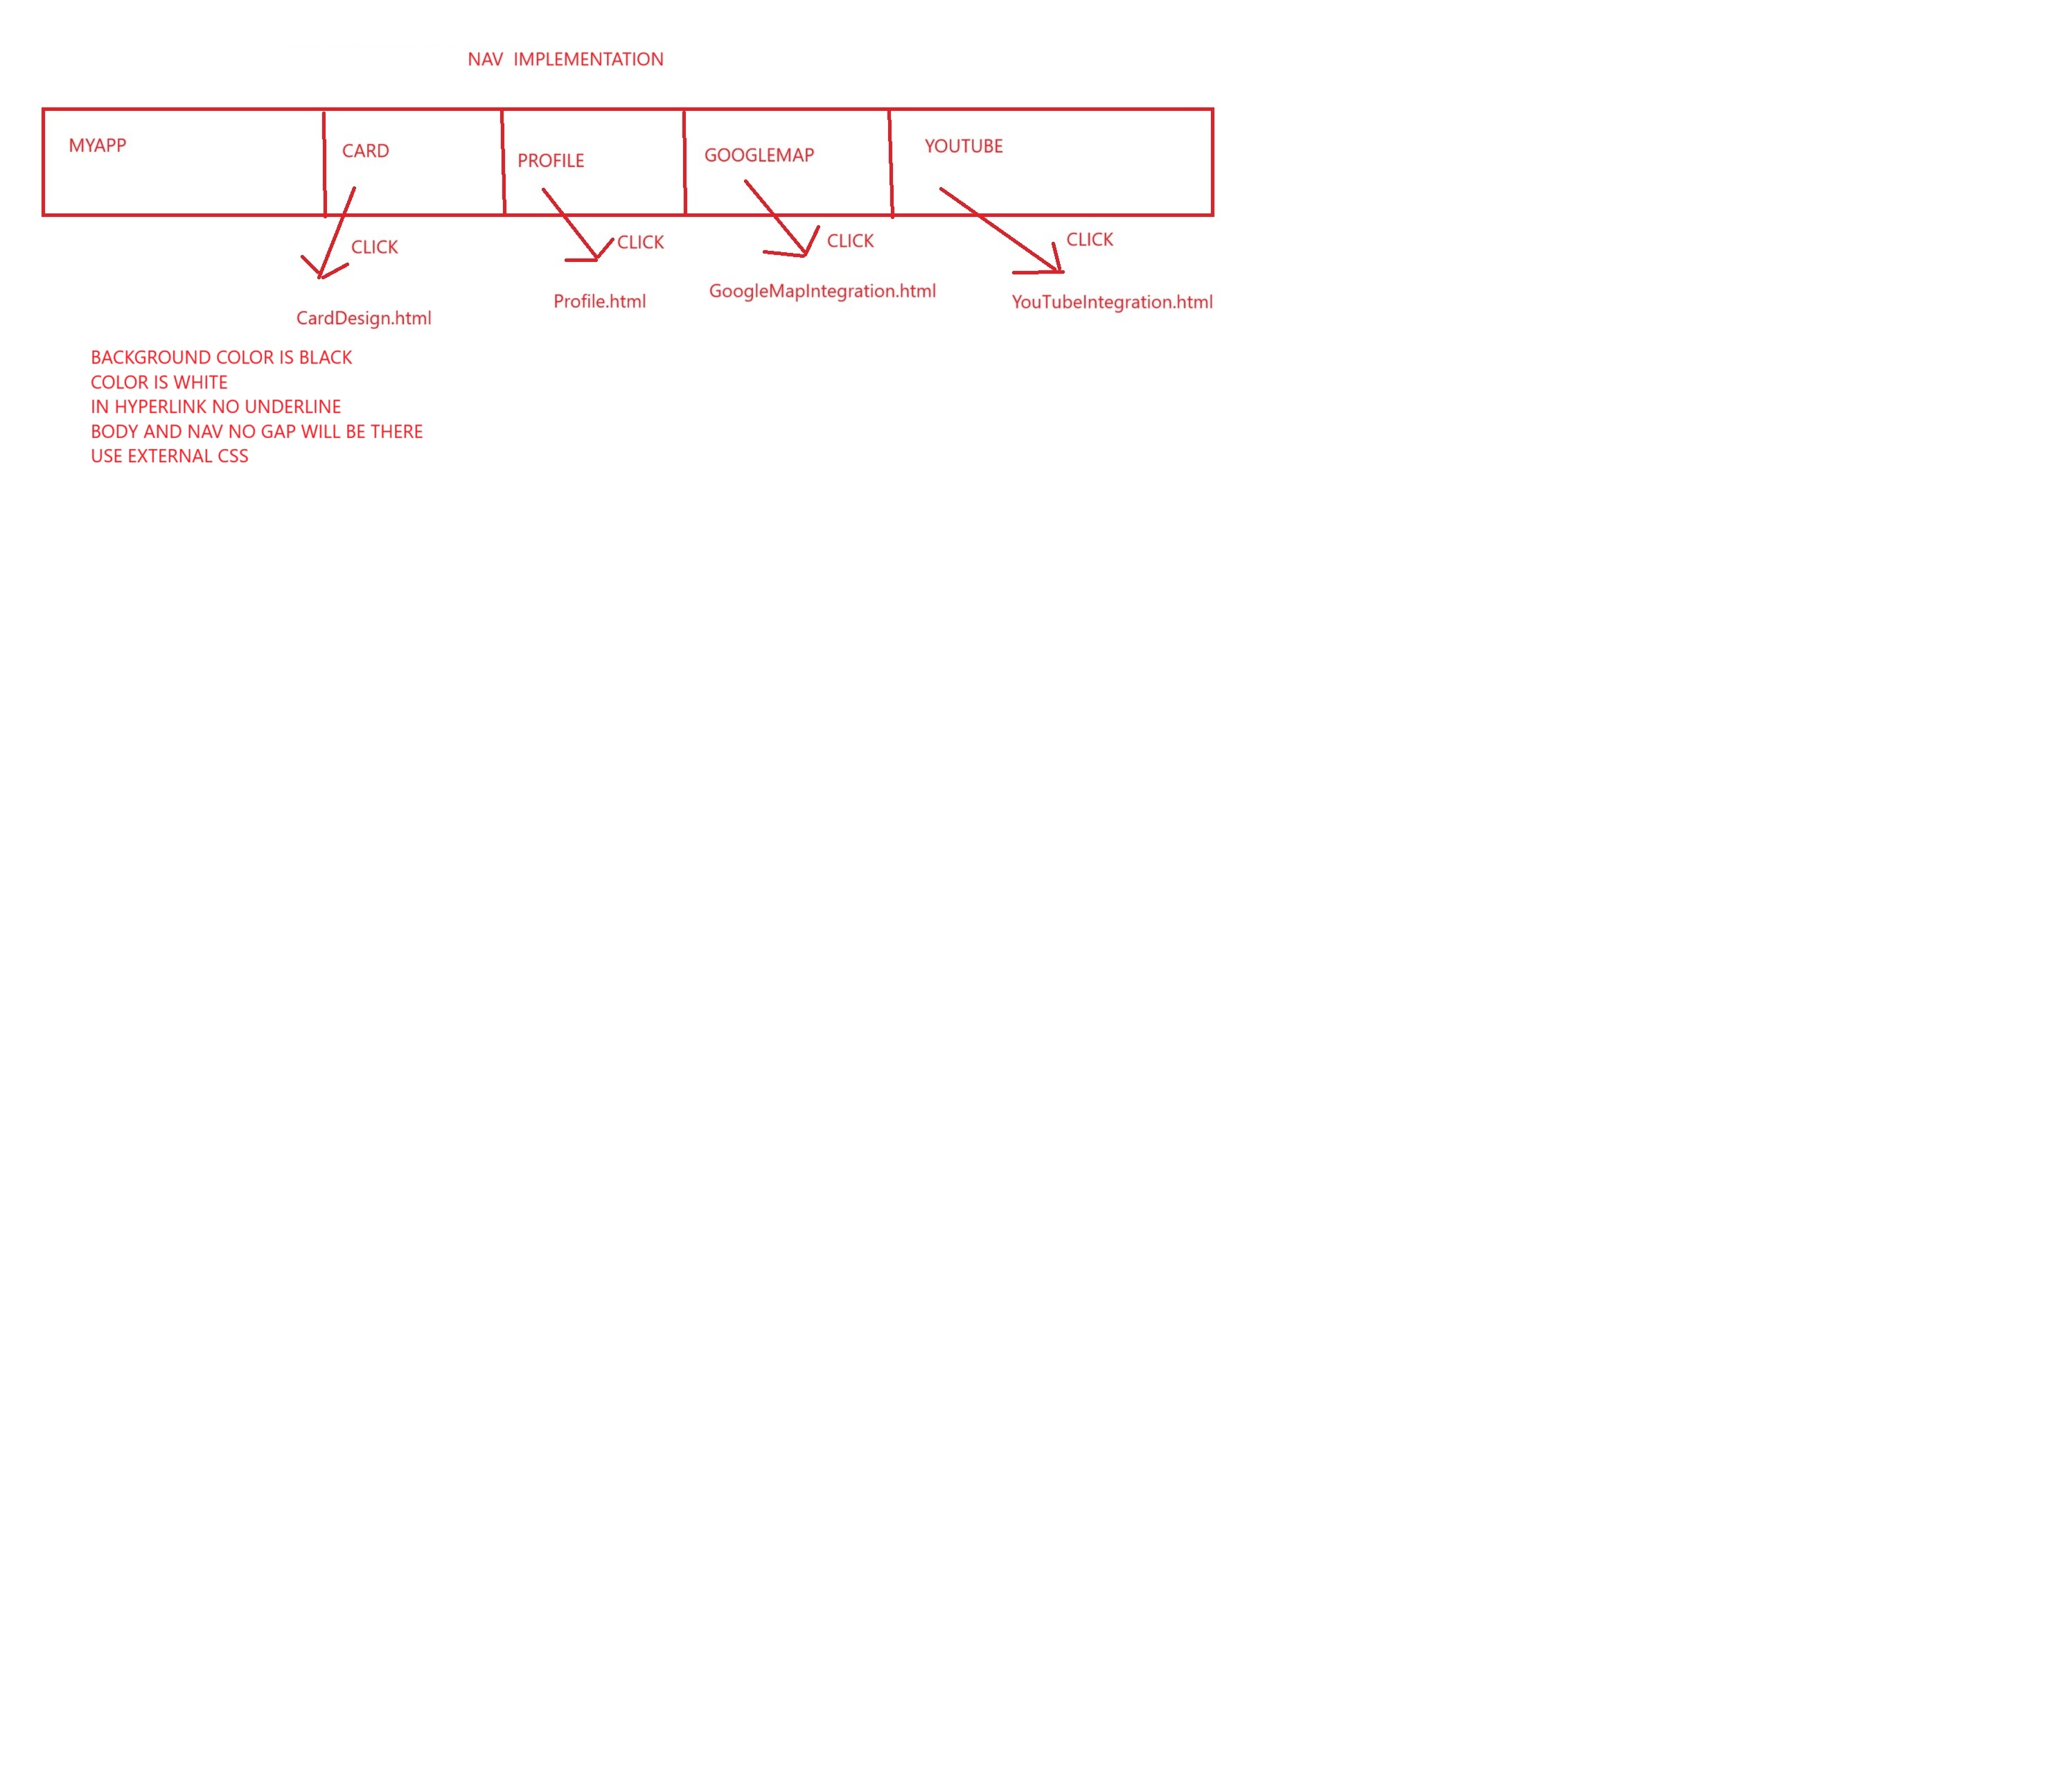 NAV  IMPLEMENTATION
MYAPP
CARD
PROFILE
GOOGLEMAP
YOUTUBE
CLICK
CLICK
CLICK
CLICK
CardDesign.html
Profile.html
GoogleMapIntegration.html
YouTubeIntegration.html
BACKGROUND COLOR IS BLACK
COLOR IS WHITE
IN HYPERLINK NO UNDERLINE
BODY AND NAV NO GAP WILL BE THERE
USE EXTERNAL CSS